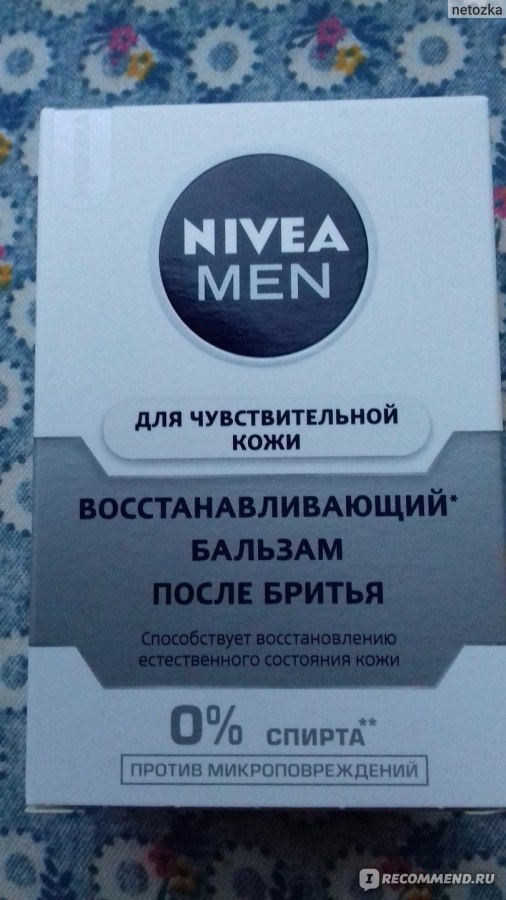 netozka
NIVEA
MEN
ДЛЯ ЧУВСТВИТЕЛЬНОЙ
КОЖИ
ВОССТАНАВЛИВАЮЩИЙ*
БАЛЬЗАМ
ПОСЛЕ БРИТЬЯ
Способствует восстановлению
естественного состояния кожи
0% СПИРТА**
ПРОТИВ МИКРОПОВРЕЖДЕНИЙ
IRECOMMEND.RU